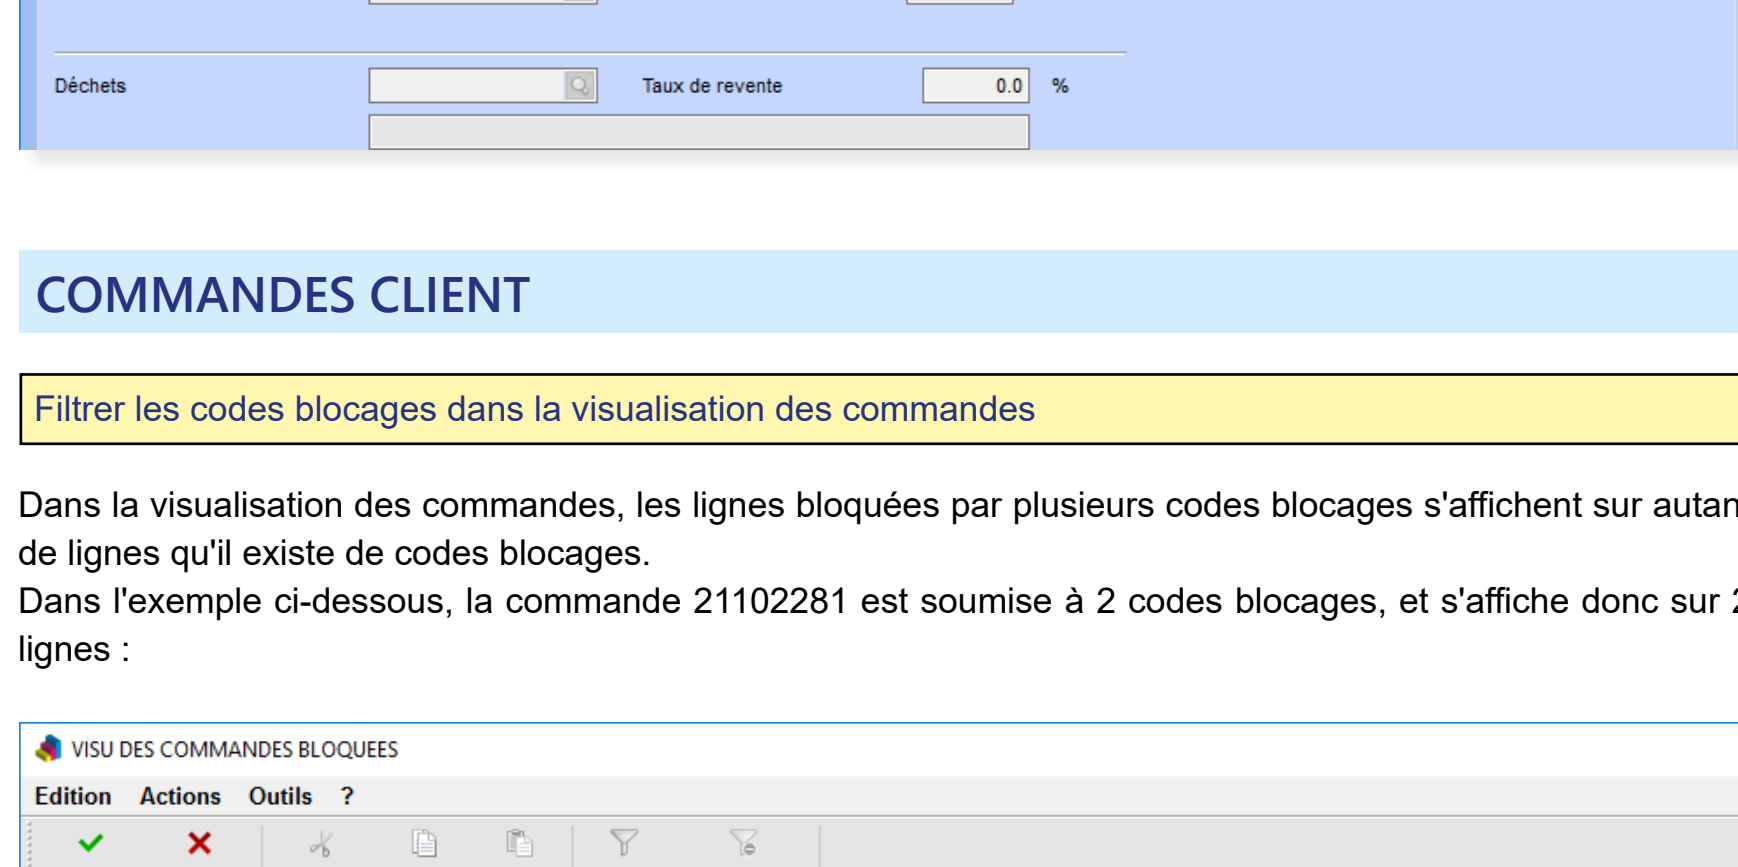 Déchets Taux de revente 0.0 %
COMMANDES CLIENT
Filtrer les codes blocages dans la visualisation des commandes
Dans la visualisation des commandes, les lignes bloquées par plusieurs codes blocages s'affichent sur autan
de lignes qu'il existe de codes blocages.
Dans l'exemple ci-dessous, la commande 21102281 est soumise à 2 codes blocages, et s'affiche donc sur 2
lignes :
VISU DES COMMANDES BLOQUEES
Edition Actions Outils ?